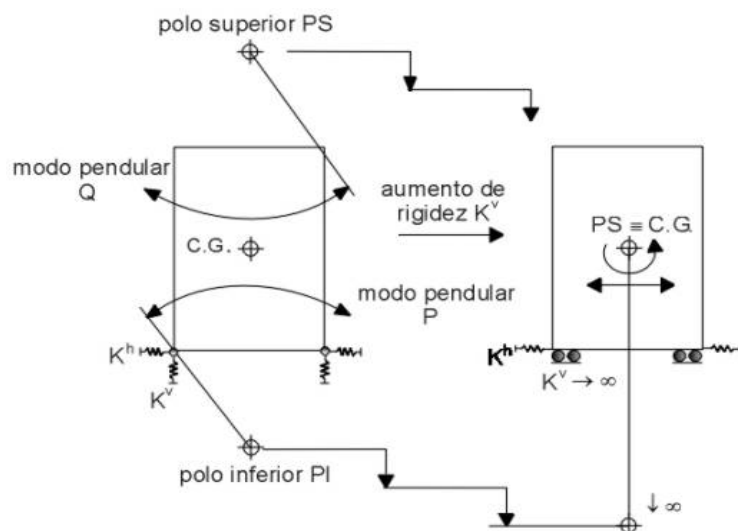 polo superior PS
modo pendular
Q
aumento de
rigidez K^v
PS ≡ C.G.
C.G.
modo pendular
P
K^h
K^v
K^h
K^v → ∞
polo inferior PI
↓ ∞